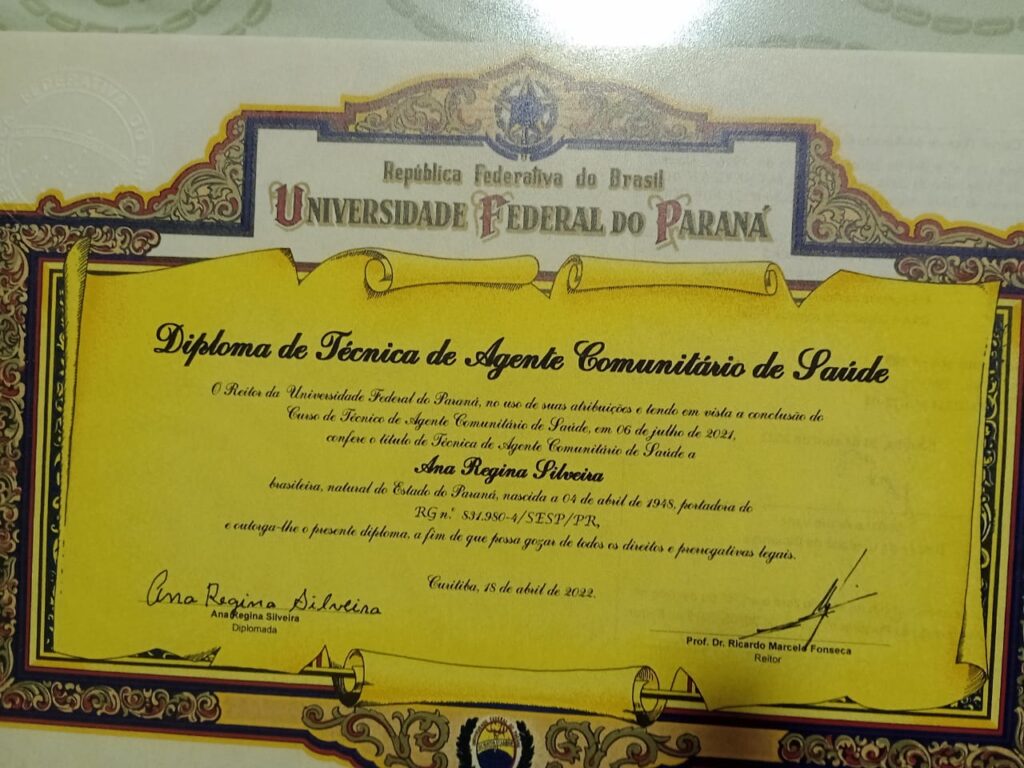 República Federativa do Brasil
UNIVERSIDADE FEDERAL DO PARANÁ
Diploma de Técnica de Agente Comunitário de Saúde
O Reitor da Universidade Federal do Paraná, no uso de suas atribuições e tendo em vista a conclusão do
Curso de Técnico de Agente Comunitário de Saúde, em 06 de julho de 2021,
confere o título de Técnica de Agente Comunitário de Saúde a
Ana Regina Silveira
brasileira, natural do Estado do Paraná, nascida a 04 de abril de 1948, portadora do
RG n.º 831.980-4/SESP/PR,
e outorga-lhe o presente diploma, a fim de que possa gozar de todos os direitos e prerrogativas legais.
Curitiba, 18 de abril de 2022.
Ana Regina Silveira
Ana Regina Silveira
Diplomada
Prof. Dr. Ricardo Marcelo Fonseca
Reitor